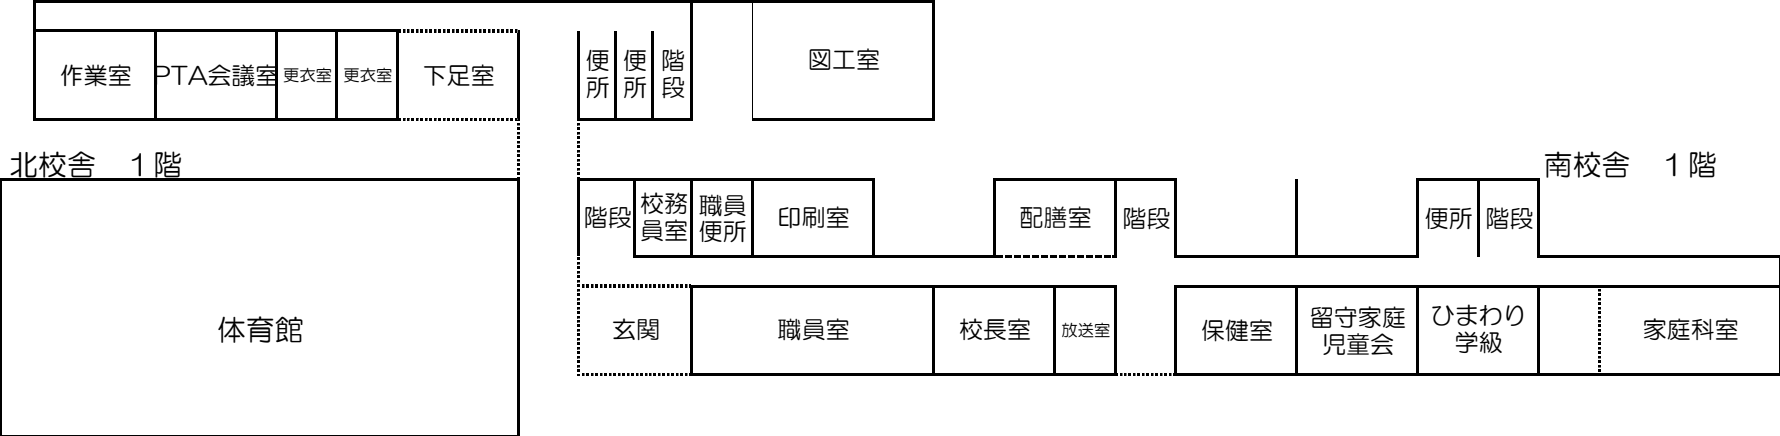 作業室
PTA会議室
更衣室
更衣室
下足室
便所
便所
階段
図工室
北校舎　１階
南校舎　１階
体育館
階段
校務
員室
職員
便所
印刷室
配膳室
階段
便所
階段
玄関
職員室
校長室
放送室
保健室
留守家庭
児童会
ひまわり
学級
家庭科室